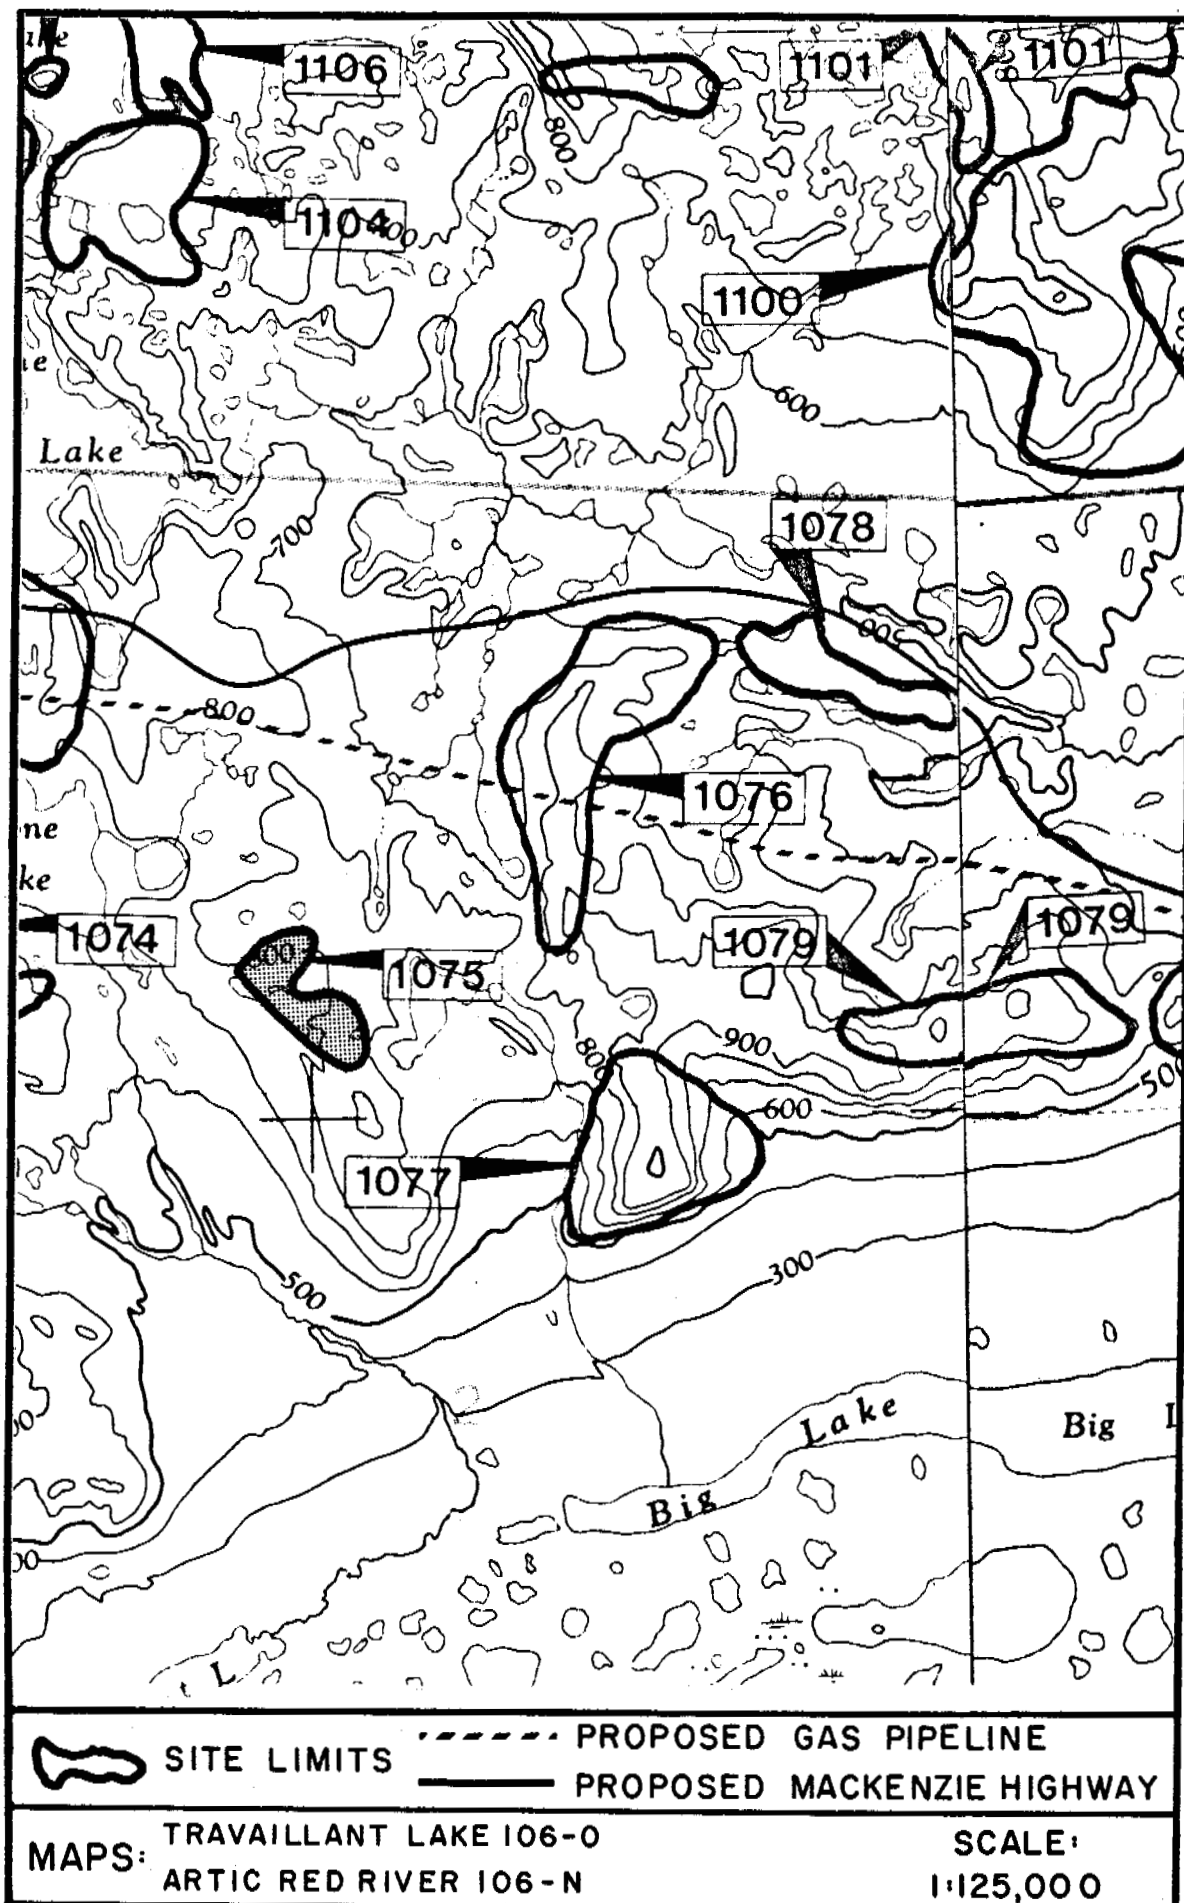 1106
1101
1101
800
1104
1100
600
Lake
1078
700
800
1076
ne
ke
1074
1075
1079
1079
800
900
600
500
1077
500
300
Lake
Big
Big L
L
SITE LIMITS
PROPOSED GAS PIPELINE
PROPOSED MACKENZIE HIGHWAY
MAPS:
TRAVAILLANT LAKE 106-O
ARTIC RED RIVER 106-N
SCALE:
1:125,000